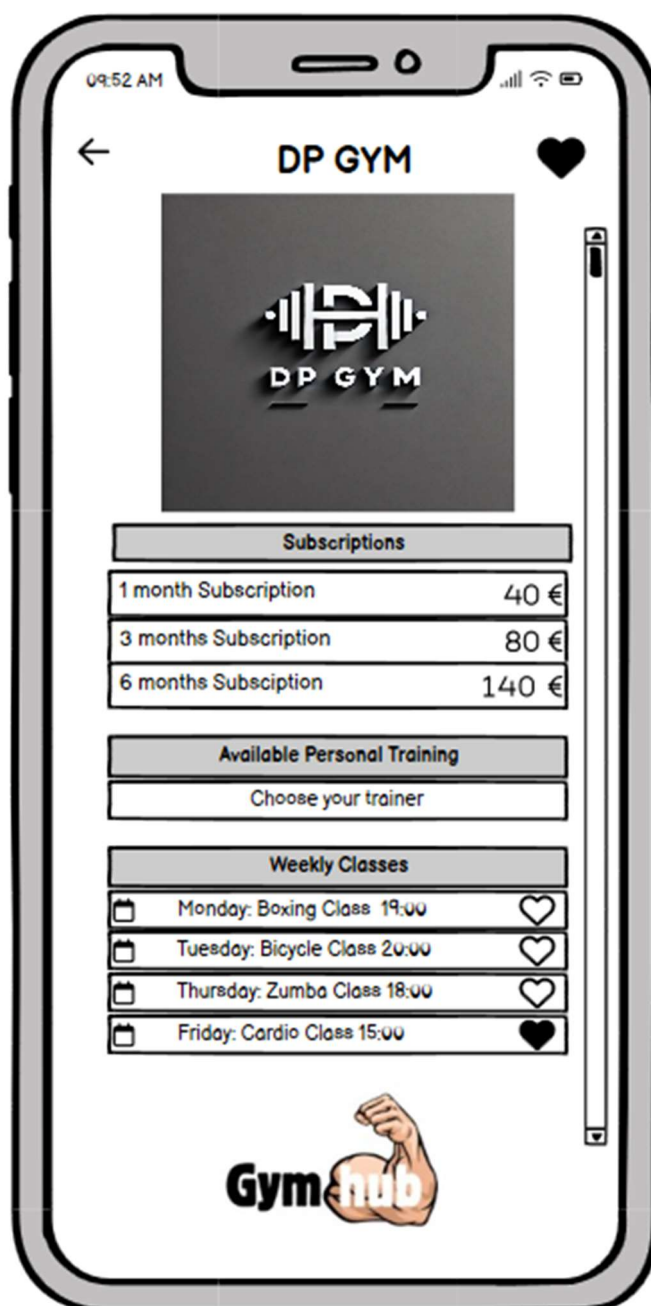 09:52 AM
DP GYM
DP GYM
Subscriptions
1 month Subscription 40 €
3 months Subscription 80 €
6 months Subsciption 140 €
Available Personal Training
Choose your trainer
Weekly Classes
Monday: Boxing Class 19:00
Tuesday: Bicycle Class 20:00
Thursday: Zumba Class 18:00
Friday: Cardio Class 15:00
Gym hub